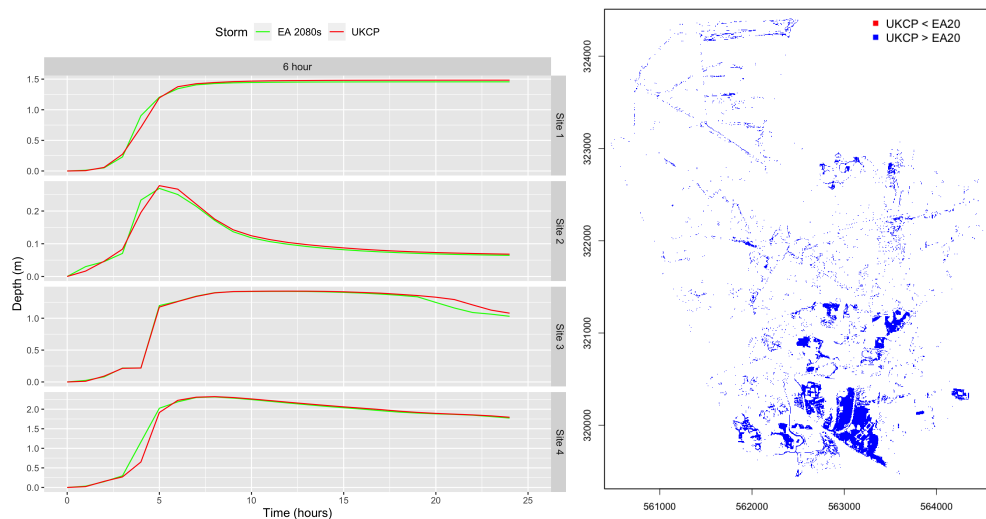 Storm EA 2080s UKCP
6 hour
1.5
1.0
0.5
0.0
Site 1
0.2
0.1
0.0
Site 2
1.0
0.5
0.0
Site 3
2.0
1.5
1.0
0.5
0.0
Site 4
Depth (m)
0 5 10 15 20 25
Time (hours)
UKCP < EA20
UKCP > EA20
324000
323000
322000
321000
320000
561000 562000 563000 564000